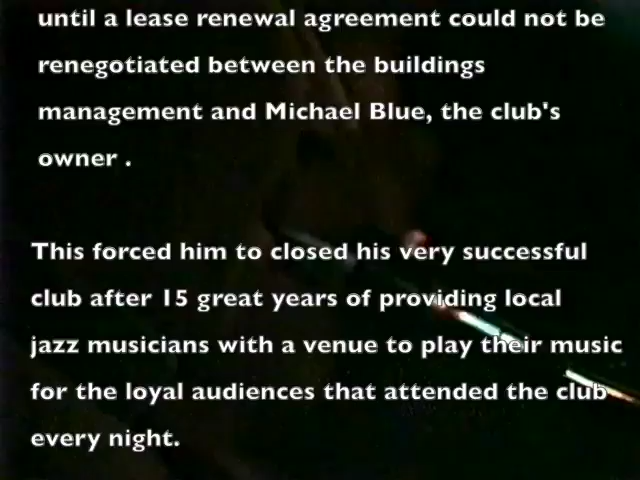 until a lease renewal agreement could not be
renegotiated between the buildings
management and Michael Blue, the club's
owner .
This forced him to closed his very successful
club after 15 great years of providing local
jazz musicians with a venue to play their music
for the loyal audiences that attended the club
every night.